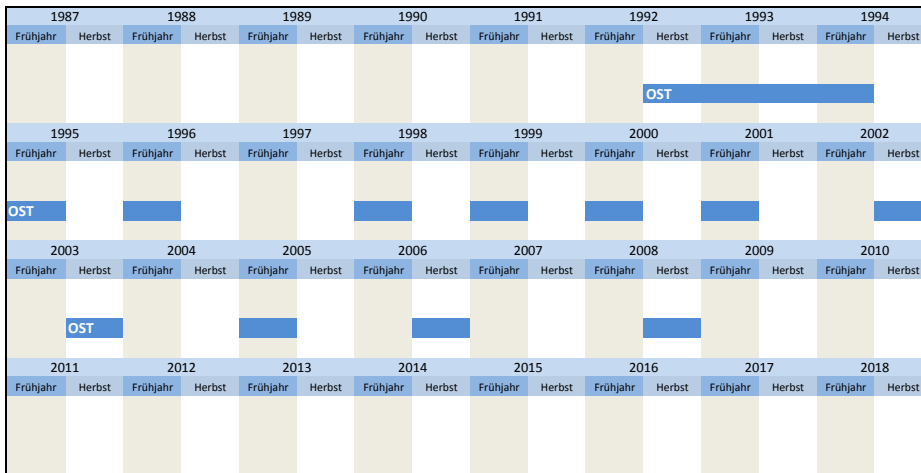 1987 1988 1989 1990 1991 1992 1993 1994
Frühjahr Herbst Frühjahr Herbst Frühjahr Herbst Frühjahr Herbst Frühjahr Herbst Frühjahr Herbst Frühjahr Herbst Frühjahr Herbst
OST
1995 1996 1997 1998 1999 2000 2001 2002
Frühjahr Herbst Frühjahr Herbst Frühjahr Herbst Frühjahr Herbst Frühjahr Herbst Frühjahr Herbst Frühjahr Herbst Frühjahr Herbst
OST
2003 2004 2005 2006 2007 2008 2009 2010
Frühjahr Herbst Frühjahr Herbst Frühjahr Herbst Frühjahr Herbst Frühjahr Herbst Frühjahr Herbst Frühjahr Herbst Frühjahr Herbst
OST
2011 2012 2013 2014 2015 2016 2017 2018
Frühjahr Herbst Frühjahr Herbst Frühjahr Herbst Frühjahr Herbst Frühjahr Herbst Frühjahr Herbst Frühjahr Herbst Frühjahr Herbst